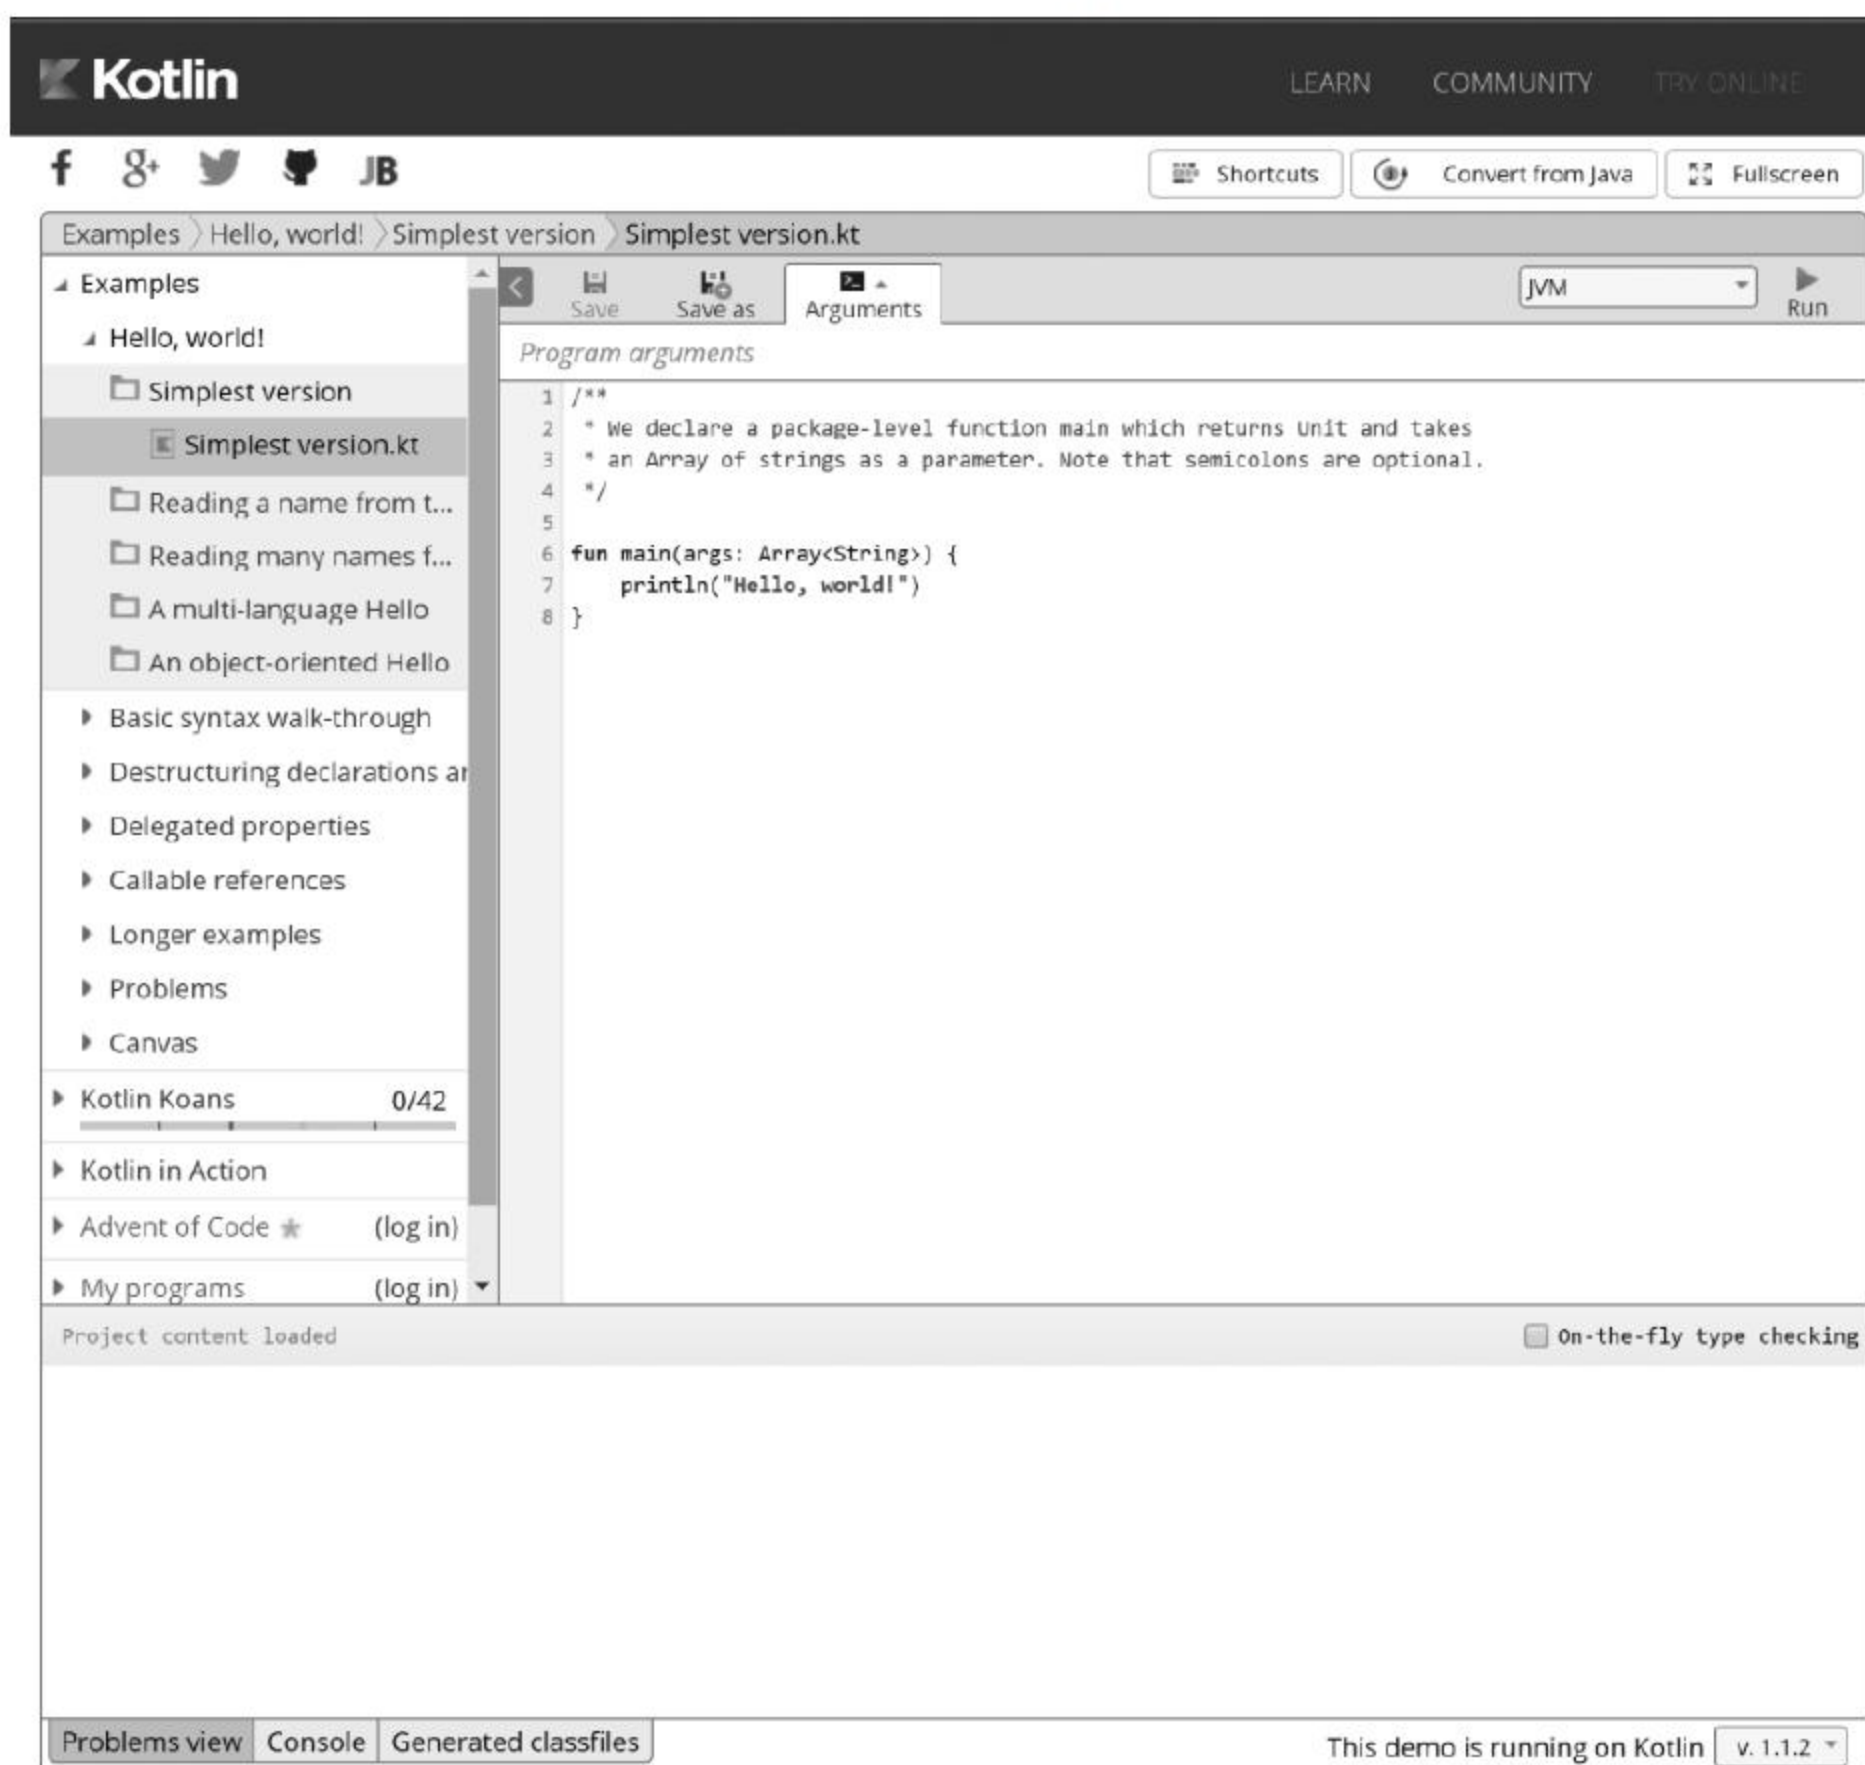 Kotlin
LEARN COMMUNITY TRY ONLINE
f g+ JB Shortcuts Convert from Java Fullscreen
Examples Hello, world! Simplest version Simplest version.kt
Examples
Hello, world!
Simplest version
Simplest version.kt
Reading a name from t...
Reading many names f...
A multi-language Hello
An object-oriented Hello
Basic syntax walk-through
Destructuring declarations ar
Delegated properties
Callable references
Longer examples
Problems
Canvas
Kotlin Koans 0/42
Kotlin in Action
Advent of Code (log in)
My programs (log in)
Save Save as Arguments JVM Run
Program arguments
1 /**
2 * We declare a package-level function main which returns Unit and takes
3 * an Array of strings as a parameter. Note that semicolons are optional.
4 */
5
6 fun main(args: Array<String>) {
7 println("Hello, world!")
8 }
Project content loaded On-the-fly type checking
Problems view Console Generated classfiles This demo is running on Kotlin v. 1.1.2